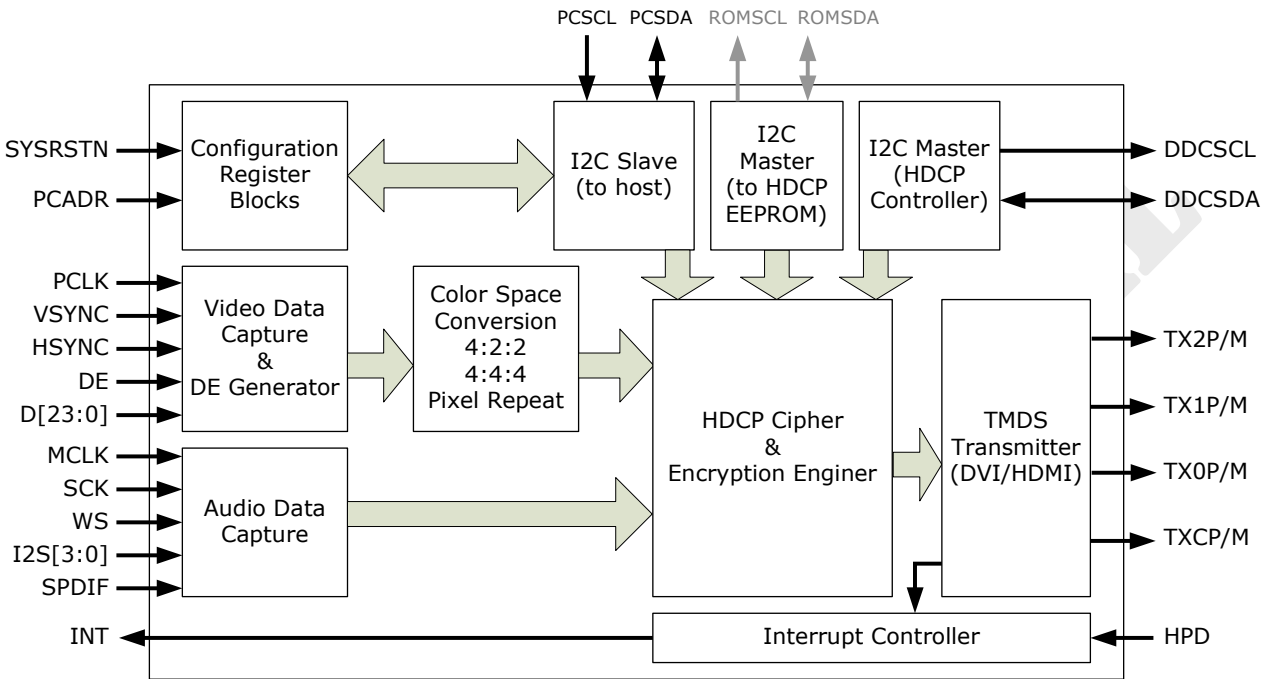 PCSCL PCSDA ROMSCL ROMSDA
SYSRSTN
PCADR
Configuration
Register
Blocks
I2C Slave
(to host)
I2C
Master
(to HDCP
EEPROM)
I2C Master
(HDCP
Controller)
DDCSCL
DDCSDA
PCLK
VSYNC
HSYNC
DE
D[23:0]
Video Data
Capture
&
DE Generator
Color Space
Conversion
4:2:2
4:4:4
Pixel Repeat
HDCP Cipher
&
Encryption Enginer
TMDS
Transmitter
(DVI/HDMI)
TX2P/M
TX1P/M
TX0P/M
TXCP/M
MCLK
SCK
WS
I2S[3:0]
SPDIF
Audio Data
Capture
INT
Interrupt Controller
HPD